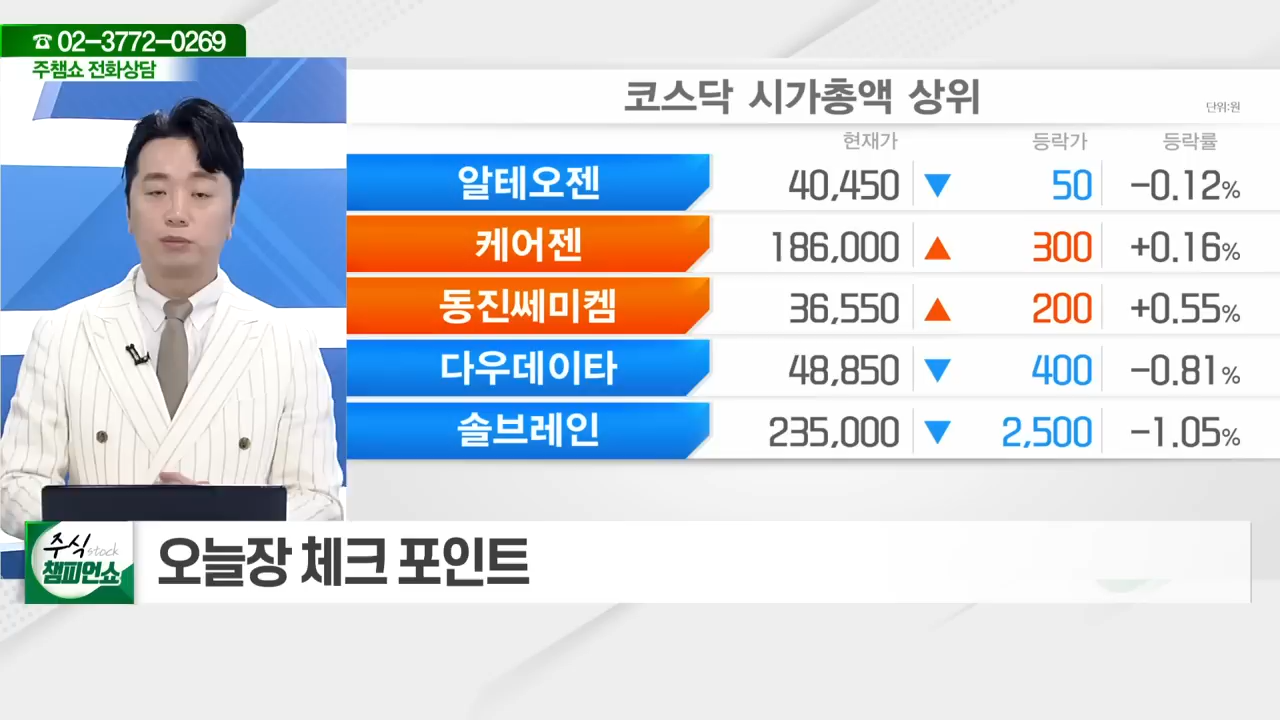 ☎ 02-3772-0269
주챔쇼 전화상담
코스닥 시가총액 상위
단위:원
현재가 등락가 등락률
알테오젠 40,450 ▼ 50 -0.12%
케어젠 186,000 ▲ 300 +0.16%
동진쎄미켐 36,550 ▲ 200 +0.55%
다우데이타 48,850 ▼ 400 -0.81%
솔브레인 235,000 ▼ 2,500 -1.05%
주식 stock
챔피언쇼
오늘장 체크 포인트